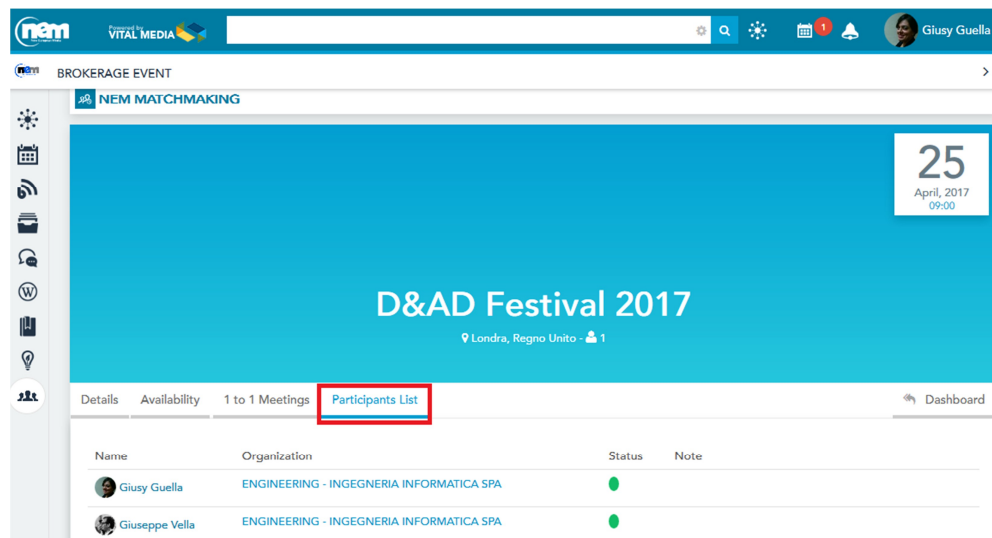 nem
Powered by
VITAL MEDIA
1
Giusy Guella
nem
BROKERAGE EVENT
NEM MATCHMAKING
25
April, 2017
09:00
D&AD Festival 2017
Londra, Regno Unito - 1
Details Availability 1 to 1 Meetings Participants List Dashboard
Name Organization Status Note
Giusy Guella ENGINEERING - INGEGNERIA INFORMATICA SPA
Giuseppe Vella ENGINEERING - INGEGNERIA INFORMATICA SPA